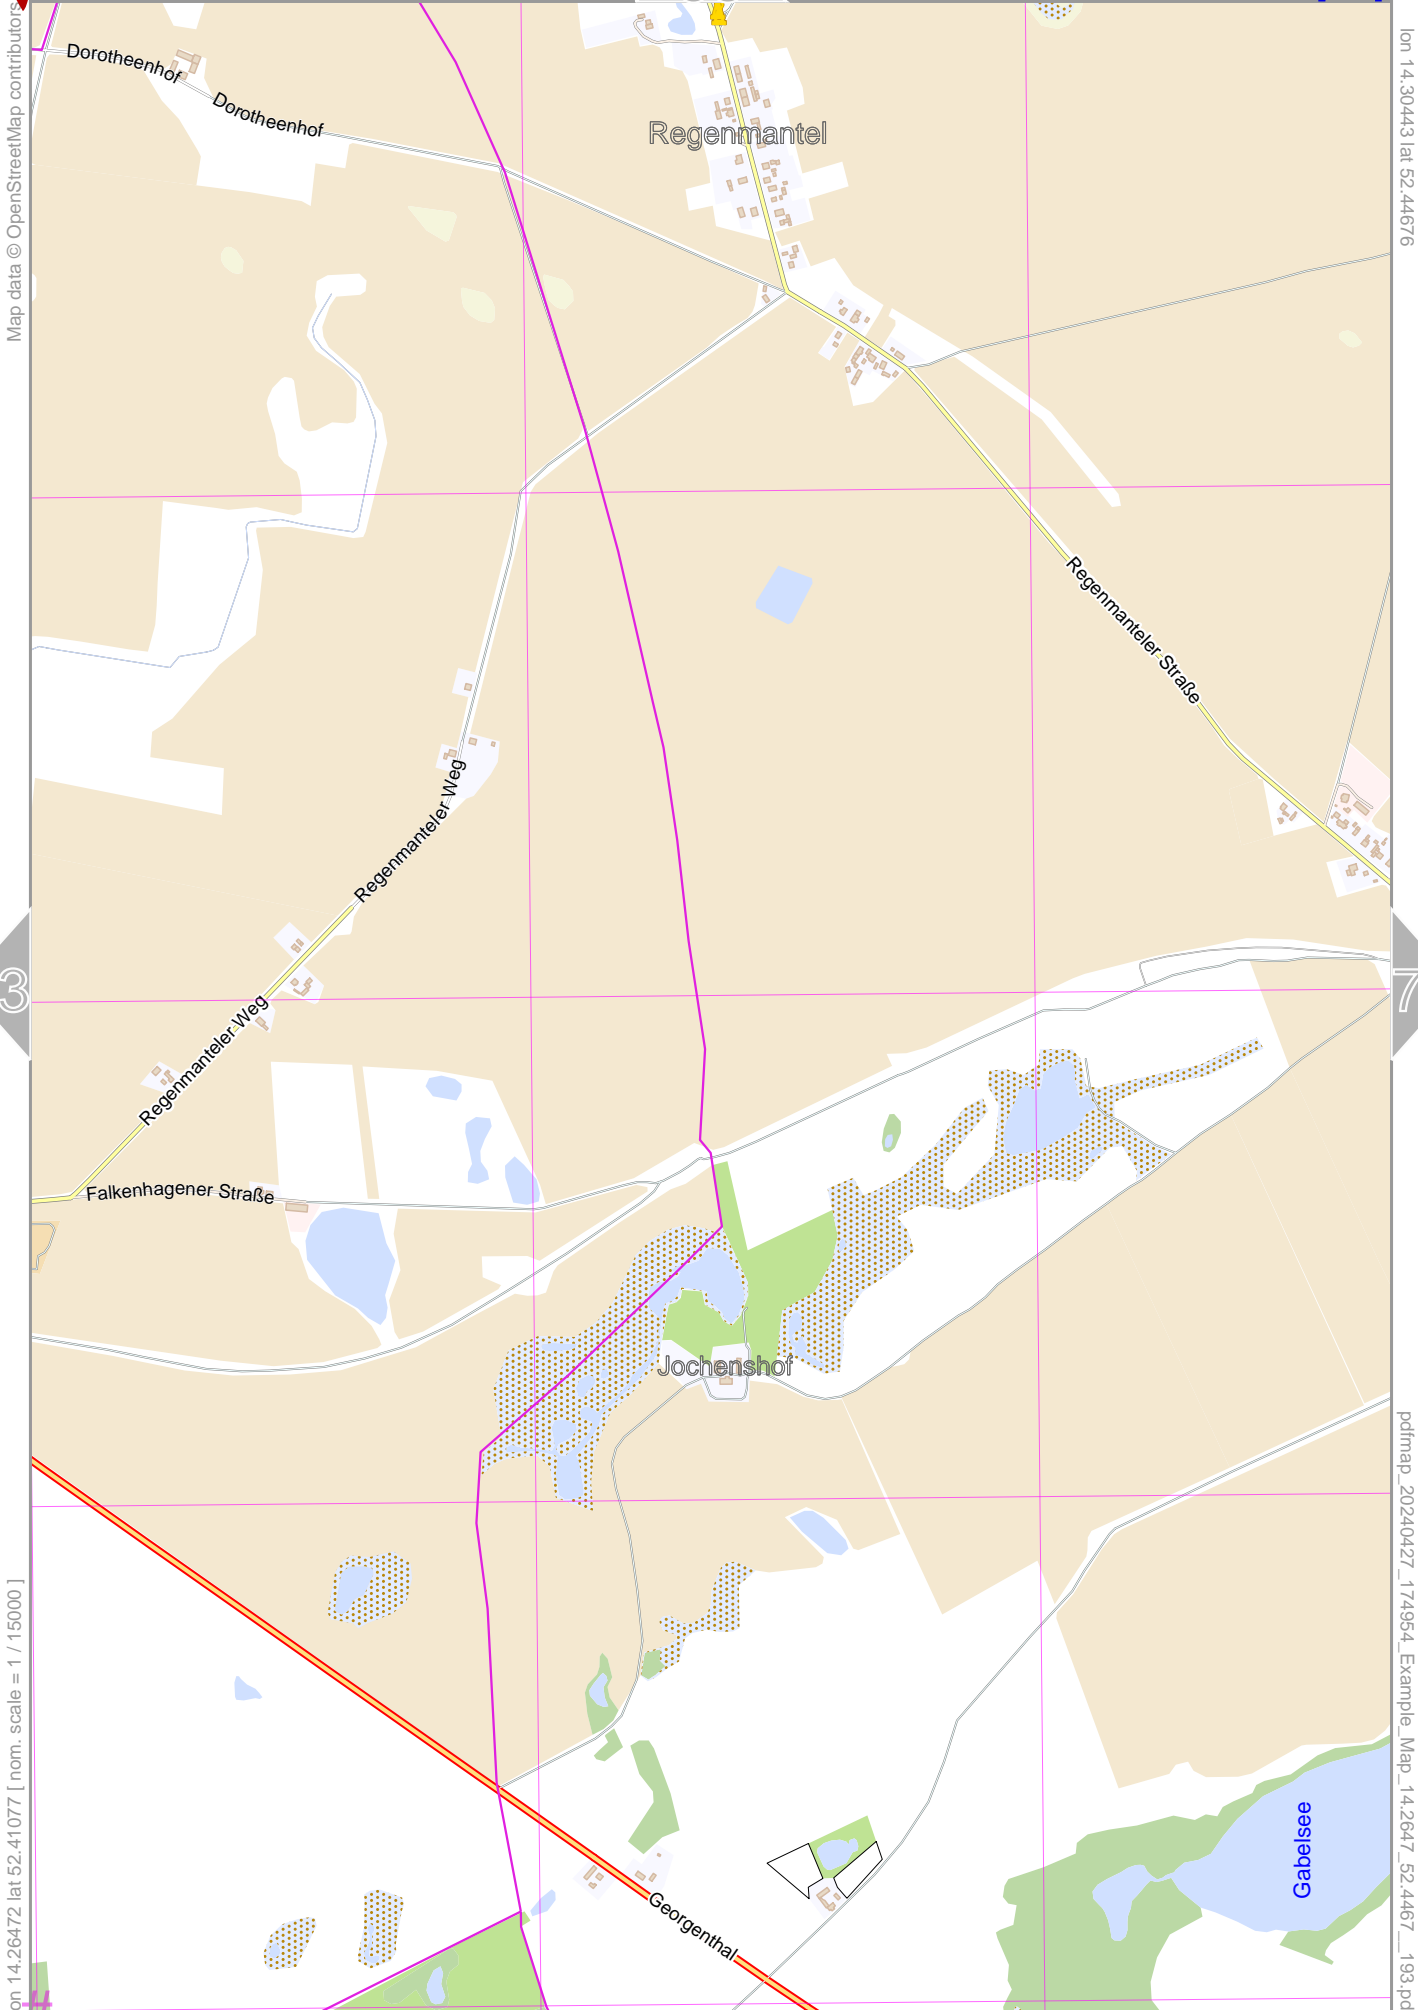 Map data © OpenStreetMap contributors
lon 14.30443 lat 52.44676
Dorotheenhof
Dorotheenhof
Regenmantel
Regenmanteler Straße
Regenmanteler Weg
3
7
Regenmanteler Weg
Falkenhagener Straße
Jochenshof
Gabelsee
Georgenthal
on 14.26472 lat 52.41077 [ nom. scale = 1 / 15000 ]
pdfmap_20240427_174954_Example_Map_14.2647_52.4467__193.pd